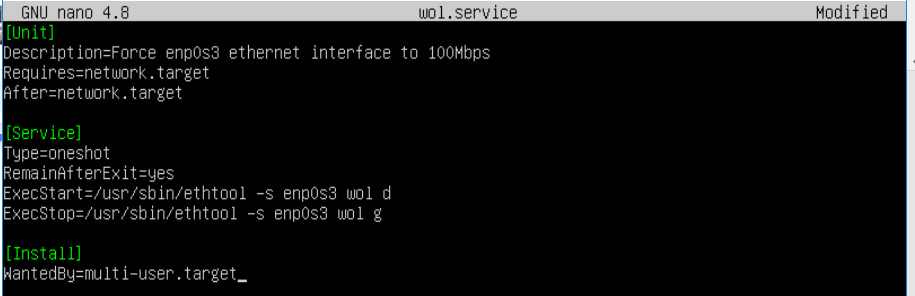 GNU nano 4.8 wol.service Modified
[Unit]
Description=Force enp0s3 ethernet interface to 100Mbps
Requires=network.target
After=network.target
[Service]
Type=oneshot
RemainAfterExit=yes
ExecStart=/usr/sbin/ethtool -s enp0s3 wol d
ExecStop=/usr/sbin/ethtool -s enp0s3 wol g
[Install]
WantedBy=multi-user.target_